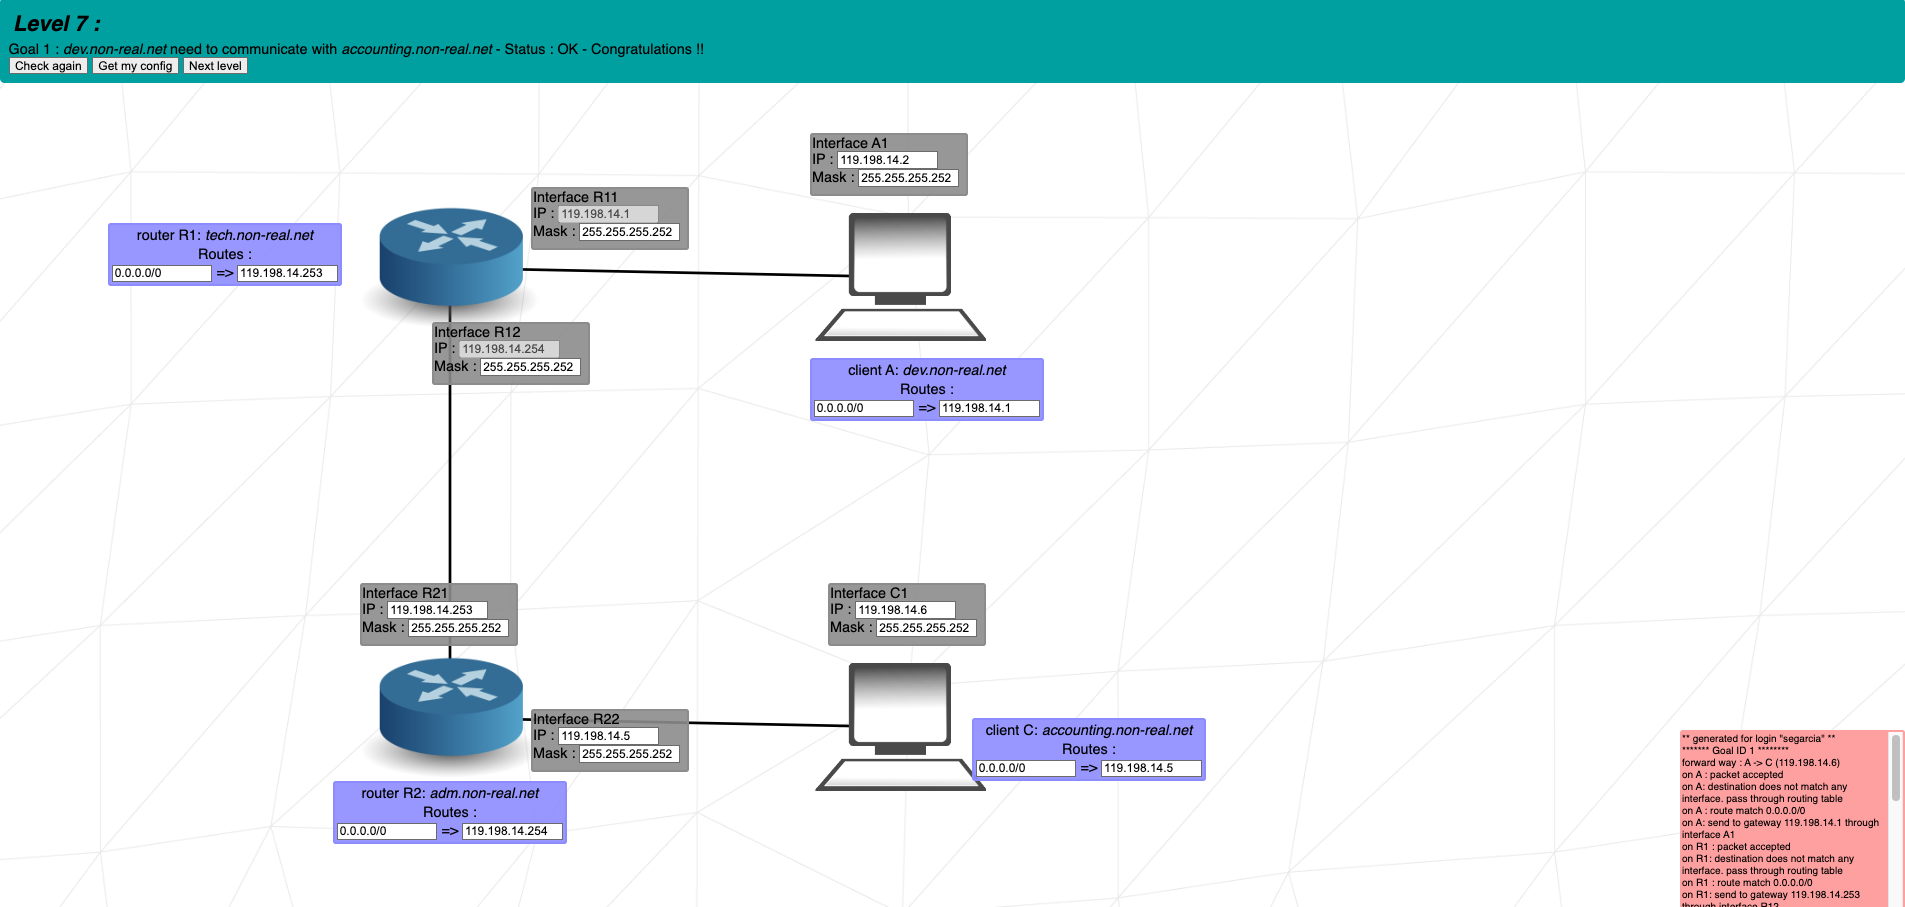 Level 7 :
Goal 1 : dev.non-real.net need to communicate with accounting.non-real.net - Status : OK - Congratulations !!
Check again Get my config Next level
Interface A1
IP : 119.198.14.2
Mask : 255.255.255.252
Interface R11
IP : 119.198.14.1
Mask : 255.255.255.252
router R1: tech.non-real.net
Routes :
0.0.0.0/0 => 119.198.14.253
Interface R12
IP : 119.198.14.254
Mask : 255.255.255.252
client A: dev.non-real.net
Routes :
0.0.0.0/0 => 119.198.14.1
Interface R21
IP : 119.198.14.253
Mask : 255.255.255.252
Interface C1
IP : 119.198.14.6
Mask : 255.255.255.252
Interface R22
IP : 119.198.14.5
Mask : 255.255.255.252
client C: accounting.non-real.net
Routes :
0.0.0.0/0 => 119.198.14.5
router R2: adm.non-real.net
Routes :
0.0.0.0/0 => 119.198.14.254
** generated for login "segarcia" **
******* Goal ID 1 ********
forward way : A -> C (119.198.14.6)
on A : packet accepted
on A: destination does not match any
interface. pass through routing table
on A : route match 0.0.0.0/0
on A: send to gateway 119.198.14.1 through
interface A1
on R1 : packet accepted
on R1: destination does not match any
interface. pass through routing table
on R1 : route match 0.0.0.0/0
on R1: send to gateway 119.198.14.253
through interface R12